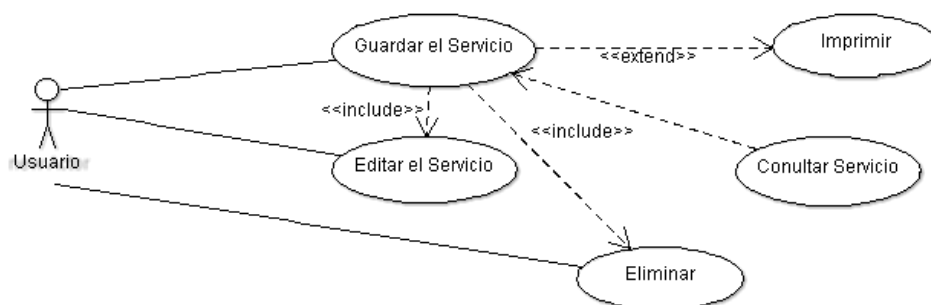 Guardar el Servicio
Imprimir
<<extend>>
<<include>>
<<include>>
Usuario
Editar el Servicio
Conultar Servicio
Eliminar